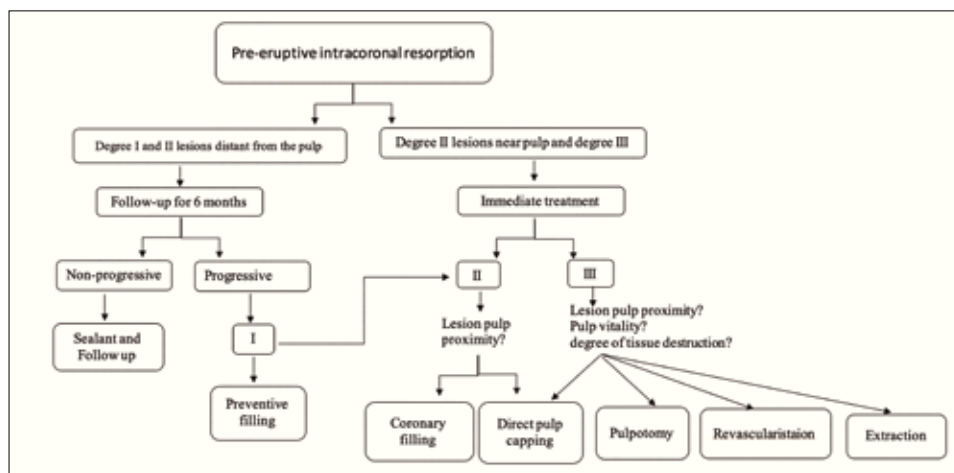 Pre-eruptive intracoronal resorption
Degree I and II lesions distant from the pulp
Degree II lesions near pulp and degree III
Follow-up for 6 months
Immediate treatment
Non-progressive
Progressive
II
III
Sealant and
Follow up
I
Lesion pulp
proximity?
Lesion pulp proximity?
Pulp vitality?
degree of tissue destruction?
Preventive
filling
Coronary
filling
Direct pulp
capping
Pulpotomy
Revascularistaion
Extraction